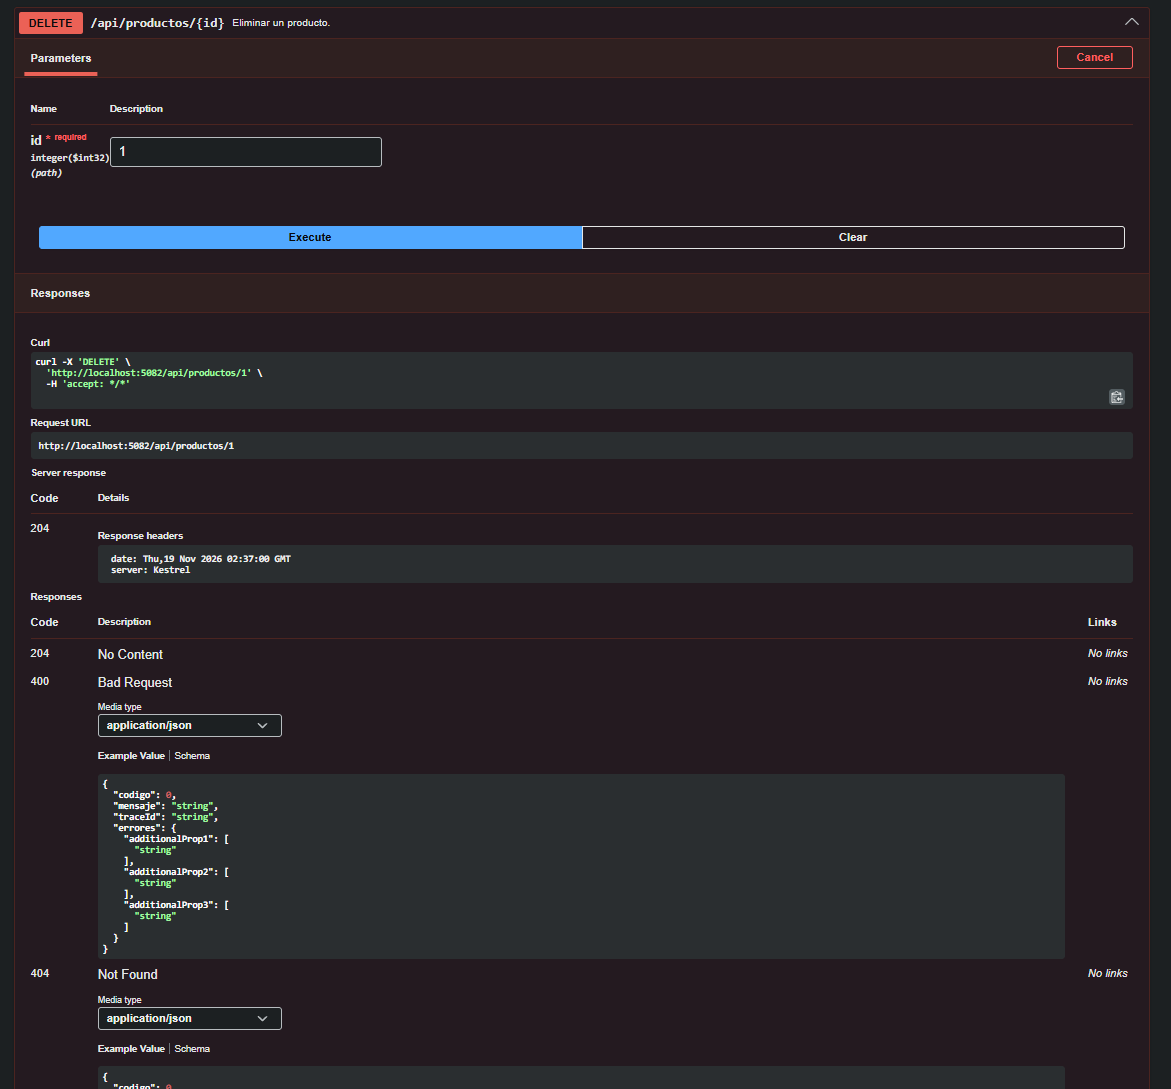 DELETE /api/productos/{id} Eliminar un producto.
Parameters Cancel
Name Description
id * required
integer($int32)
(path)
1
Execute Clear
Responses
Curl
curl -X 'DELETE' \
  'http://localhost:5082/api/productos/1' \
  -H 'accept: */*'
Request URL
http://localhost:5082/api/productos/1
Server response
Code Details
204
Response headers
date: Thu,19 Nov 2026 02:37:00 GMT
server: Kestrel
Responses
Code Description Links
204 No Content No links
400 Bad Request No links
Media type
application/json
Example Value | Schema
{
  "codigo": 0,
  "mensaje": "string",
  "traceId": "string",
  "errores": {
    "additionalProp1": [
      "string"
    ],
    "additionalProp2": [
      "string"
    ],
    "additionalProp3": [
      "string"
    ]
  }
}
404 Not Found No links
Media type
application/json
Example Value | Schema
{
  "codigo": 0